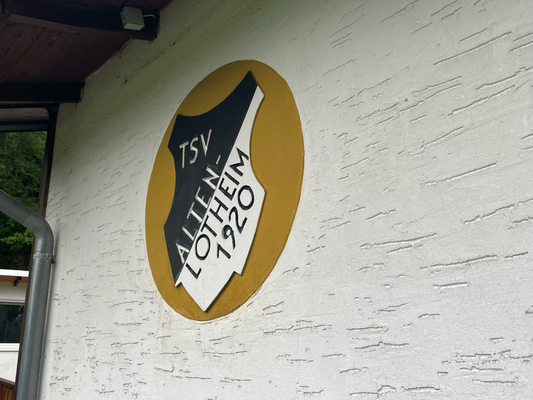 TSV
ALTEN-
LOTHEIM
1920